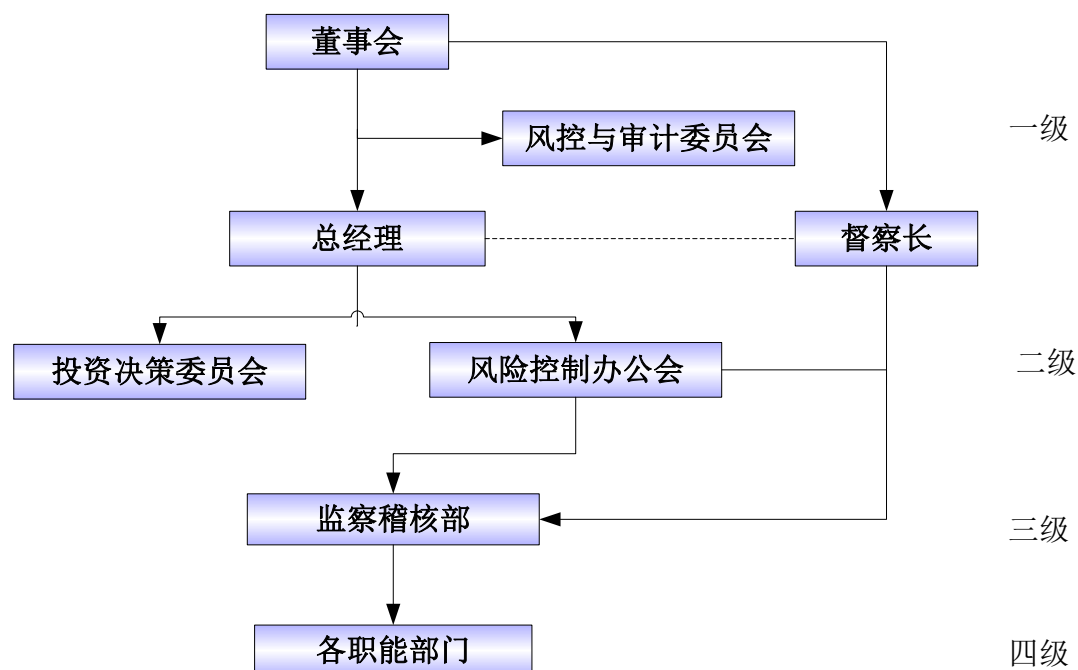 董事会
风控与审计委员会
一级
总经理
督察长
投资决策委员会
风险控制办公会
二级
监察稽核部
三级
各职能部门
四级